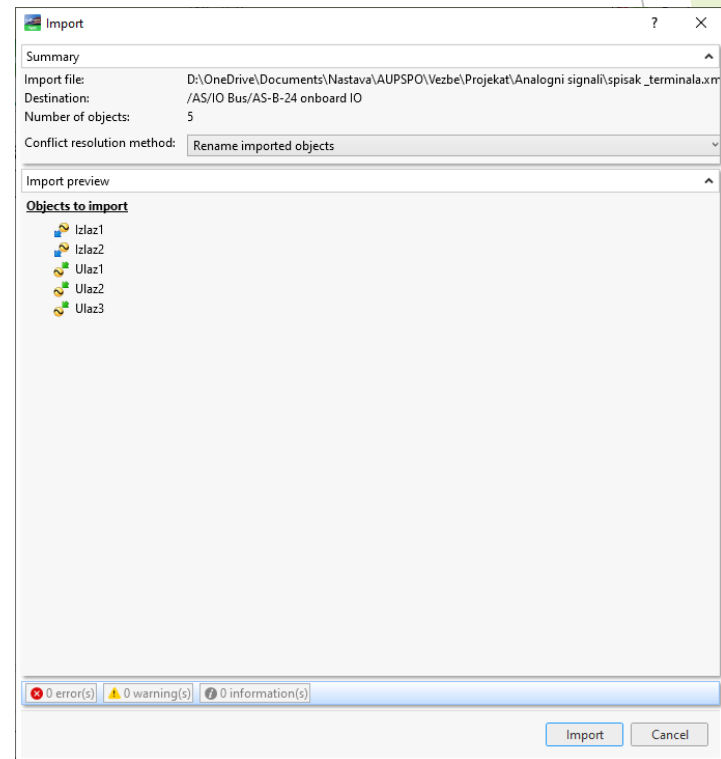 Import
?
Summary
Import file: D:\OneDrive\Documents\Nastava\AUPSPO\Vezbe\Projekat\Analogni signali\spisak _terminala.xm
Destination: /AS/IO Bus/AS-B-24 onboard IO
Number of objects: 5
Conflict resolution method: Rename imported objects
Import preview
Objects to import
Izlaz1
Izlaz2
Ulaz1
Ulaz2
Ulaz3
0 error(s) 0 warning(s) 0 information(s)
Import Cancel